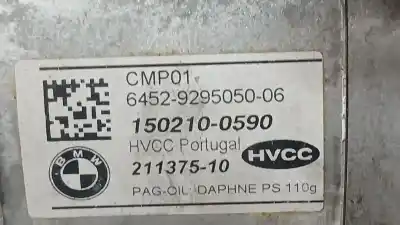 CMP01
6452-9295050-06
150210-0590
HVCC Portugal
211375-10
HVCC
BMW
PAG-OIL: DAPHNE PS 110g